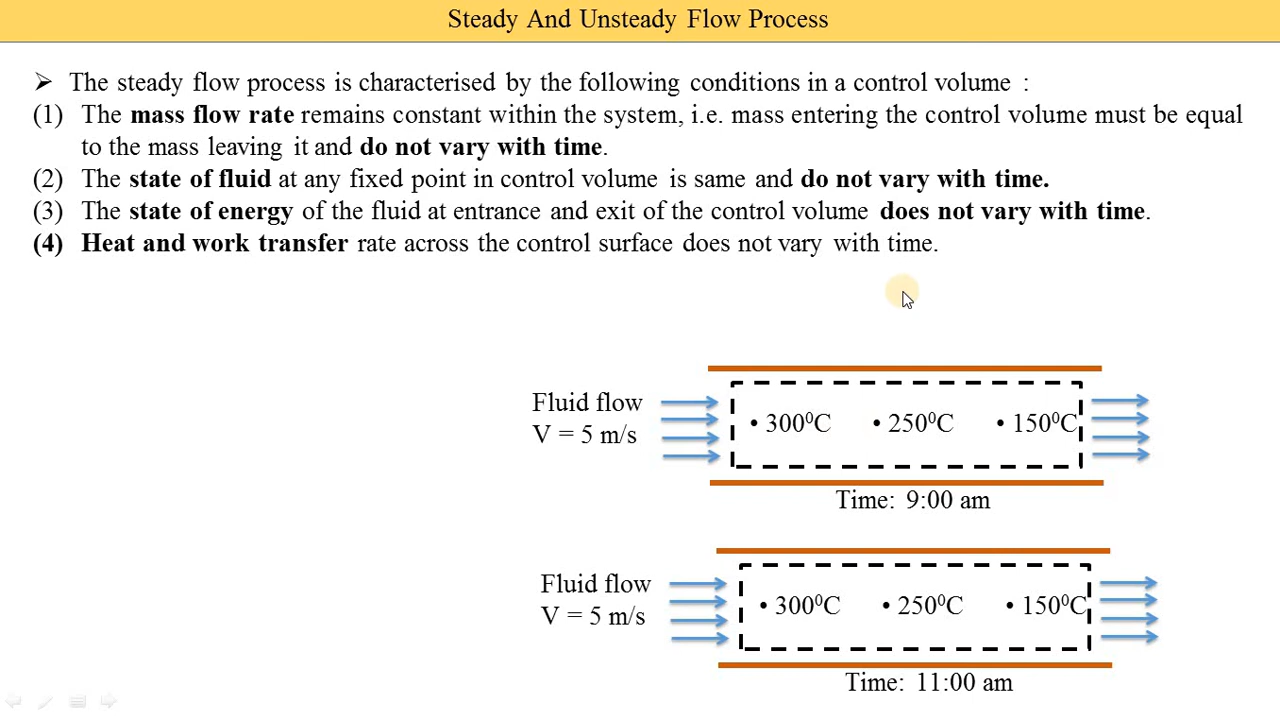 Steady And Unsteady Flow Process
➢ The steady flow process is characterised by the following conditions in a control volume :
(1) The mass flow rate remains constant within the system, i.e. mass entering the control volume must be equal
to the mass leaving it and do not vary with time.
(2) The state of fluid at any fixed point in control volume is same and do not vary with time.
(3) The state of energy of the fluid at entrance and exit of the control volume does not vary with time.
(4) Heat and work transfer rate across the control surface does not vary with time.
Fluid flow
V = 5 m/s
• 300⁰C • 250⁰C • 150⁰C
Time: 9:00 am
Fluid flow
V = 5 m/s
• 300⁰C • 250⁰C • 150⁰C
Time: 11:00 am